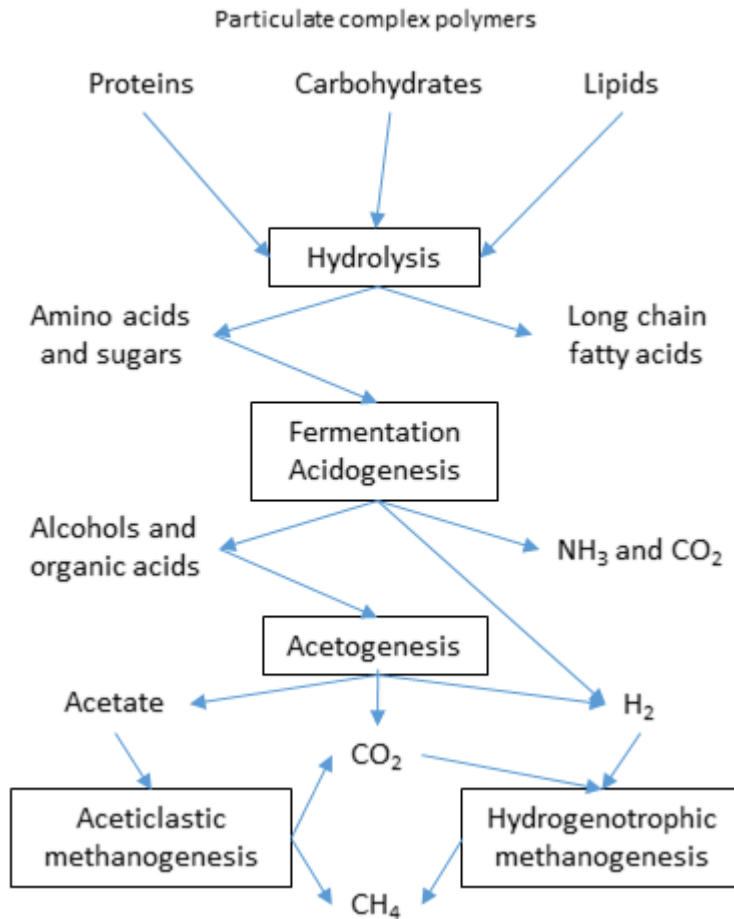 Particulate complex polymers
Proteins
Carbohydrates
Lipids
Hydrolysis
Amino acids
and sugars
Long chain
fatty acids
Fermentation
Acidogenesis
Alcohols and
organic acids
NH₃ and CO₂
Acetogenesis
Acetate
CO₂
H₂
Aceticlastic
methanogenesis
Hydrogenotrophic
methanogenesis
CH₄